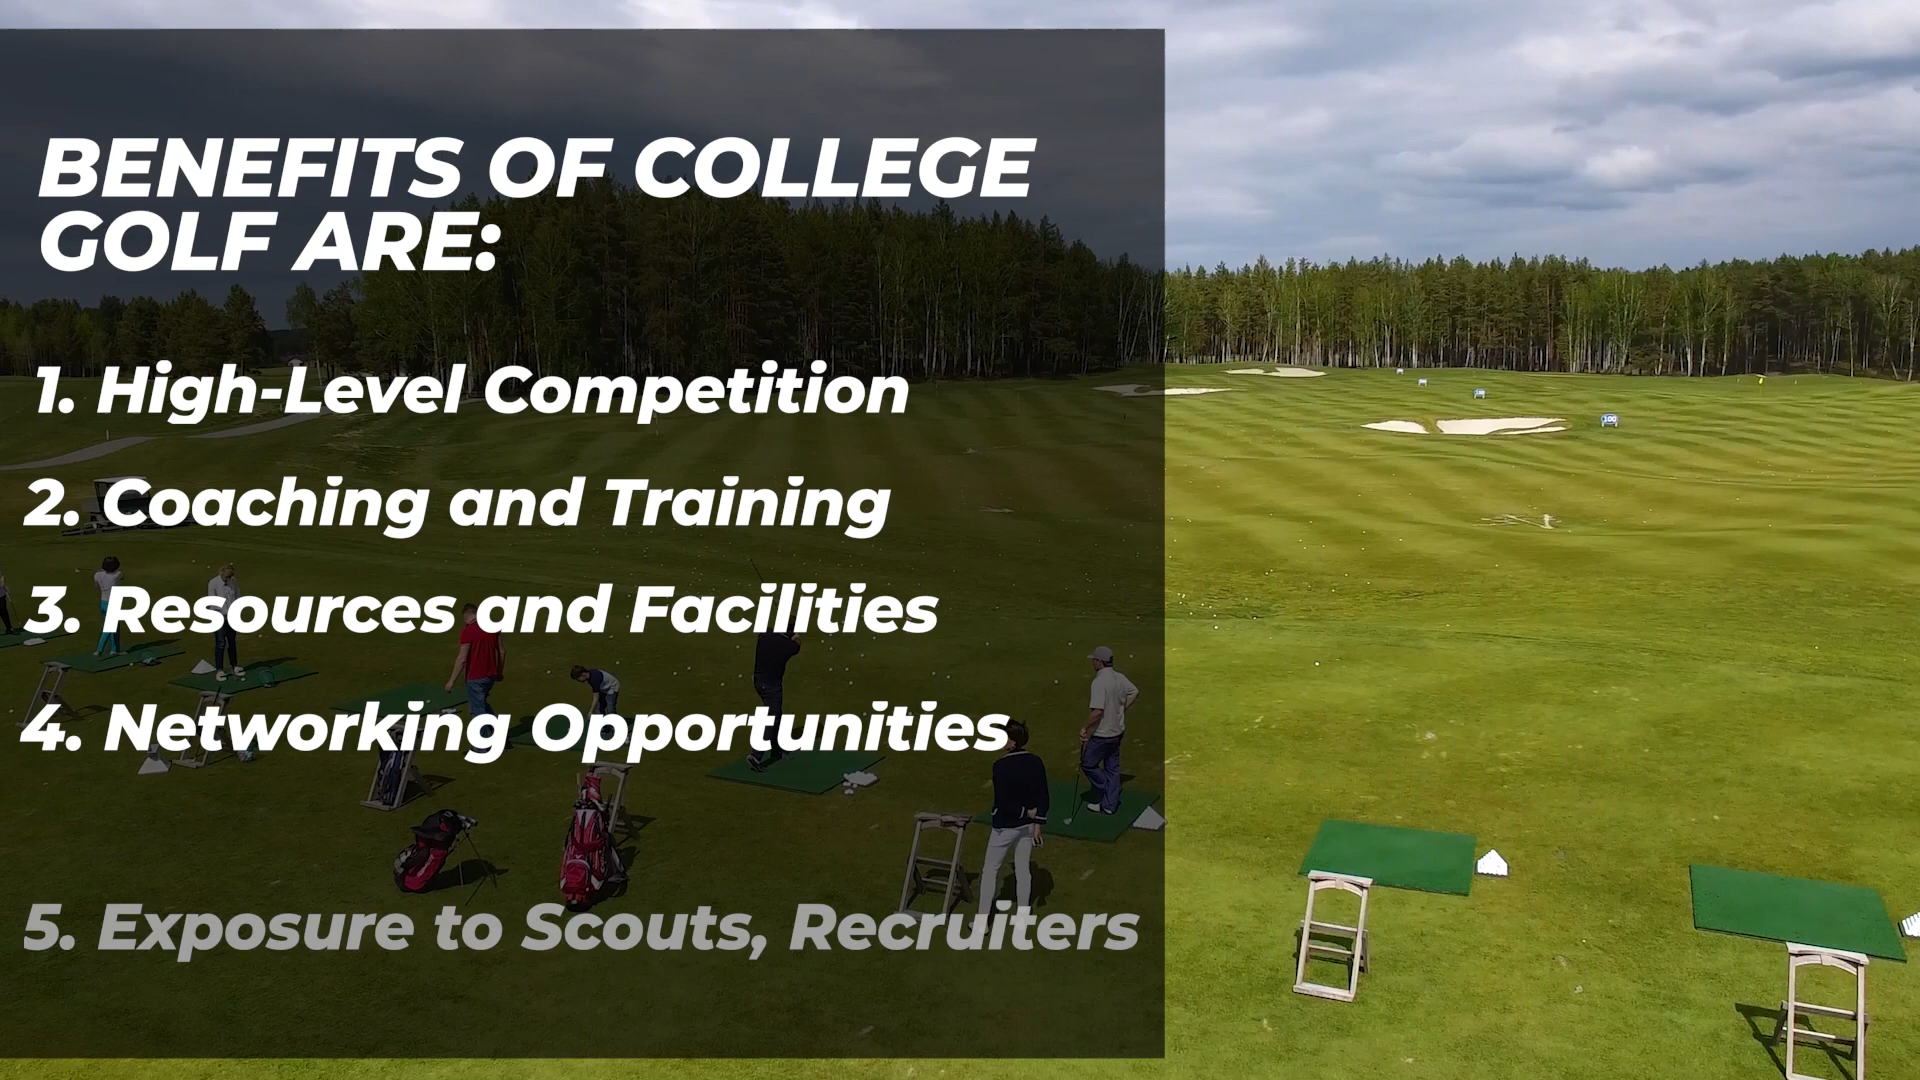 BENEFITS OF COLLEGE
GOLF ARE:
1. High-Level Competition
2. Coaching and Training
3. Resources and Facilities
4. Networking Opportunities
5. Exposure to Scouts, Recruiters
100